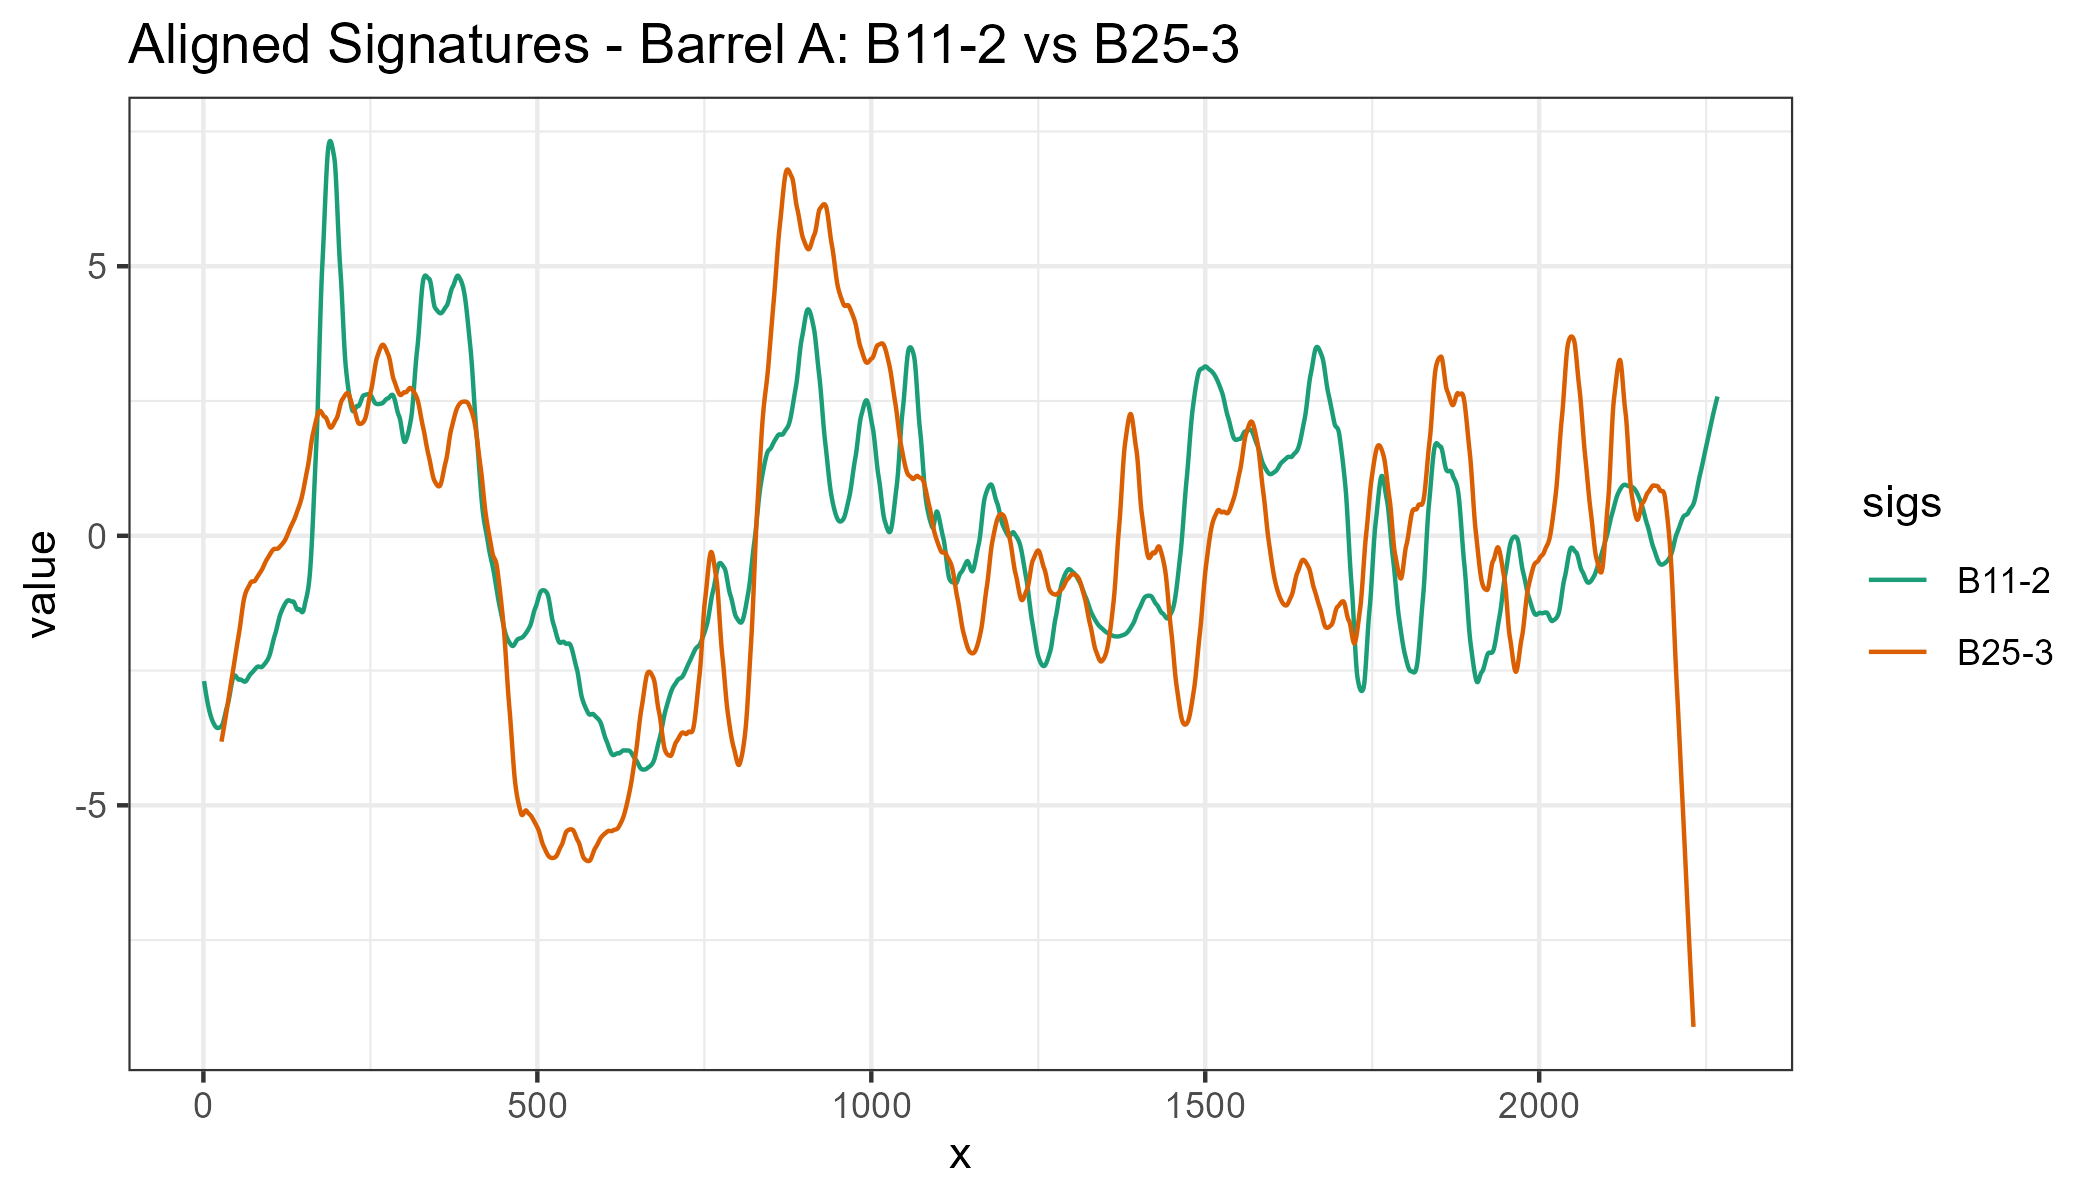 Aligned Signatures - Barrel A: B11-2 vs B25-3
value
5
0
-5
0 500 1000 1500 2000
x
sigs
B11-2
B25-3